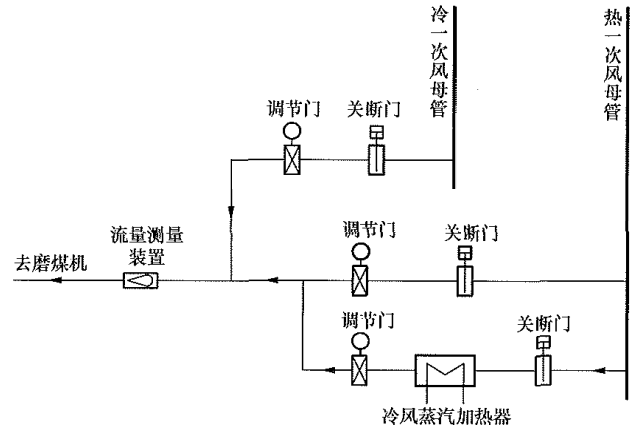 冷一次风母管
热一次风母管
调节门
关断门
流量测量
装置
去磨煤机
调节门
关断门
调节门
关断门
冷风蒸汽加热器